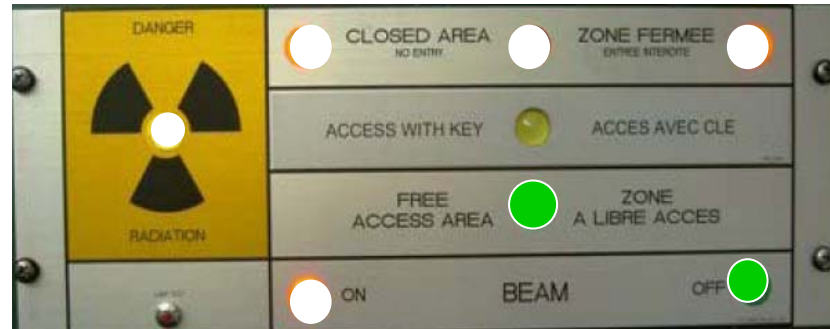 DANGER
RADIATION
CLOSED AREA
NO ENTRY
ZONE FERMEE
ENTREE INTERDITE
ACCESS WITH KEY
ACCES AVEC CLE
FREE
ACCESS AREA
ZONE
A LIBRE ACCES
ON
BEAM
OFF